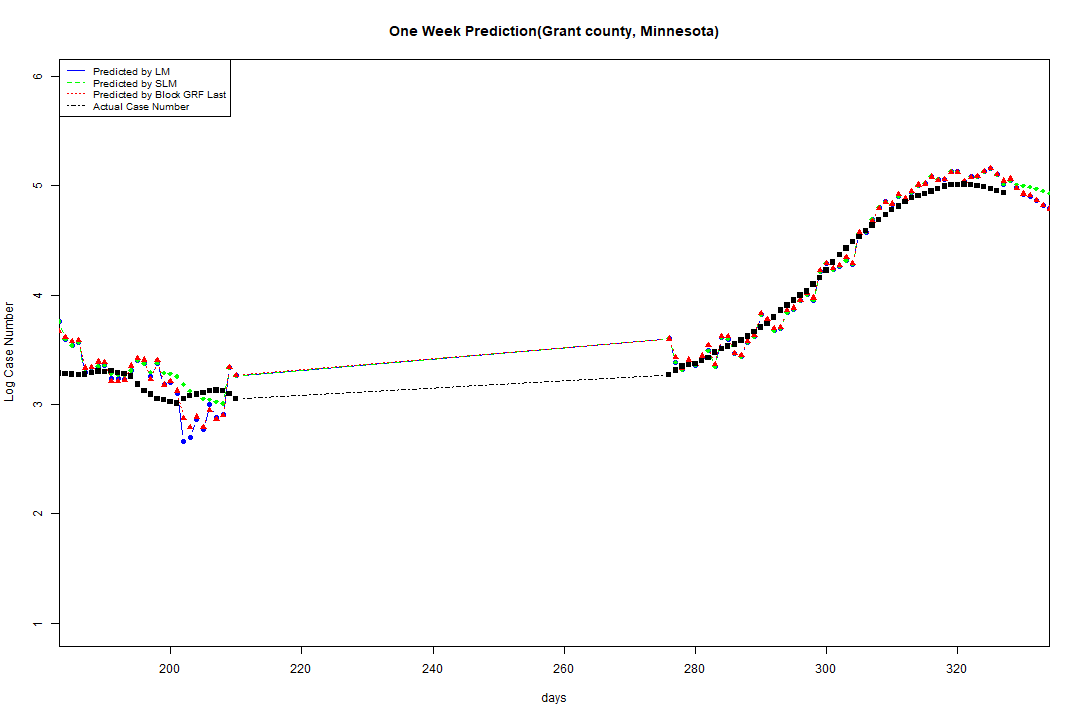 One Week Prediction(Grant county, Minnesota)
Predicted by LM
Predicted by SLM
Predicted by Block GRF Last
Actual Case Number
6
5
4
3
2
1
Log Case Number
200 220 240 260 280 300 320
days